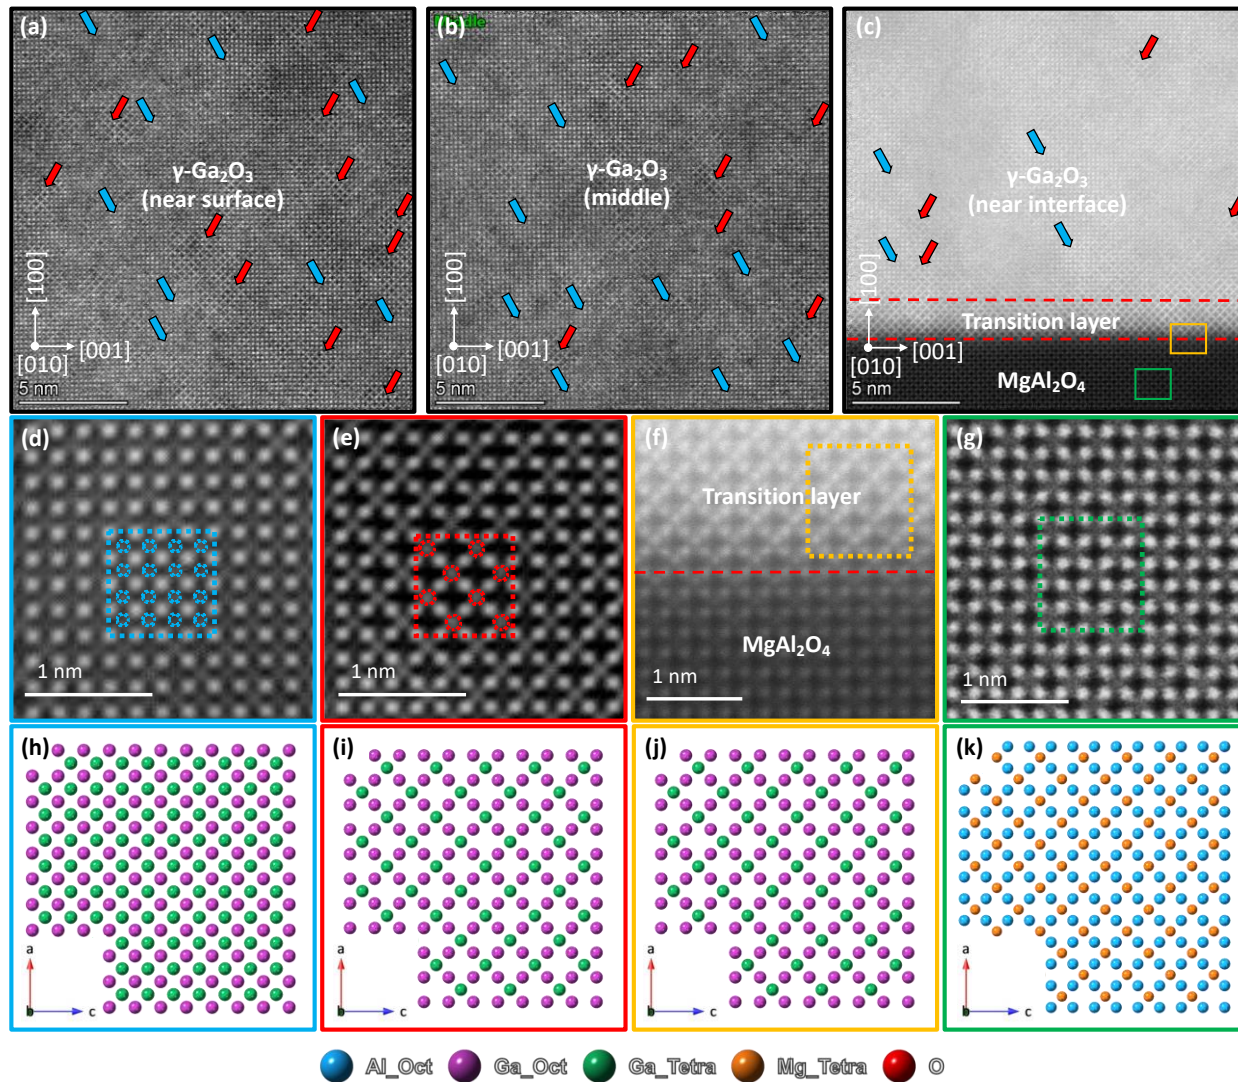 (a)
γ-Ga₂O₃
(near surface)
[100]
[001]
[010]
5 nm
(b)
Middle
γ-Ga₂O₃
(middle)
[100]
[001]
[010]
5 nm
(c)
γ-Ga₂O₃
(near interface)
[100]
Transition layer
[001]
[010]
MgAl₂O₄
5 nm
(d)
1 nm
(e)
1 nm
(f)
Transition layer
MgAl₂O₄
1 nm
(g)
1 nm
(h)
a
b
c
(i)
a
b
c
(j)
a
b
c
(k)
a
b
c
Al_Oct
Ga_Oct
Ga_Tetra
Mg_Tetra
O